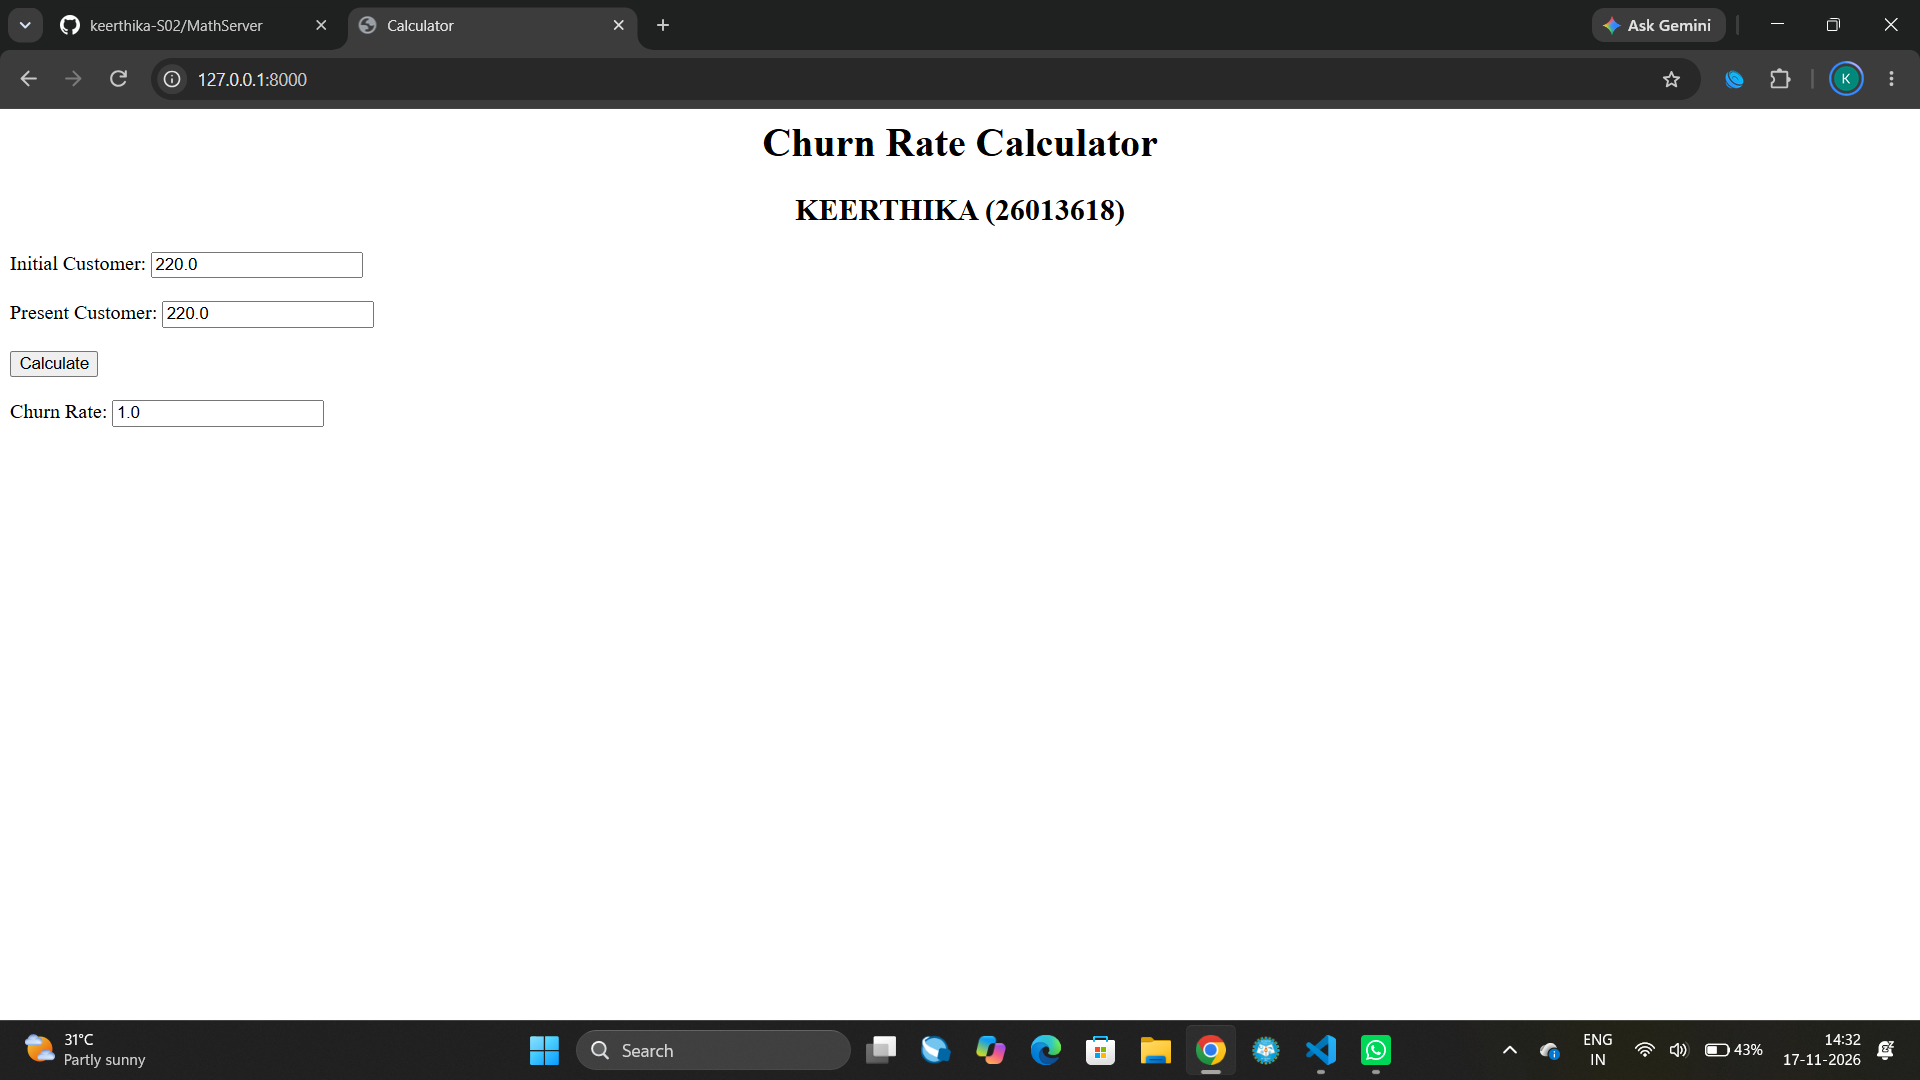 keerthika-S02/MathServer
Calculator
Ask Gemini
127.0.0.1:8000
K
Churn Rate Calculator
KEERTHIKA (26013618)
Initial Customer: 220.0
Present Customer: 220.0
Calculate
Churn Rate: 1.0
31°C
Partly sunny
Search
ENG
IN
43%
14:32
17-11-2026